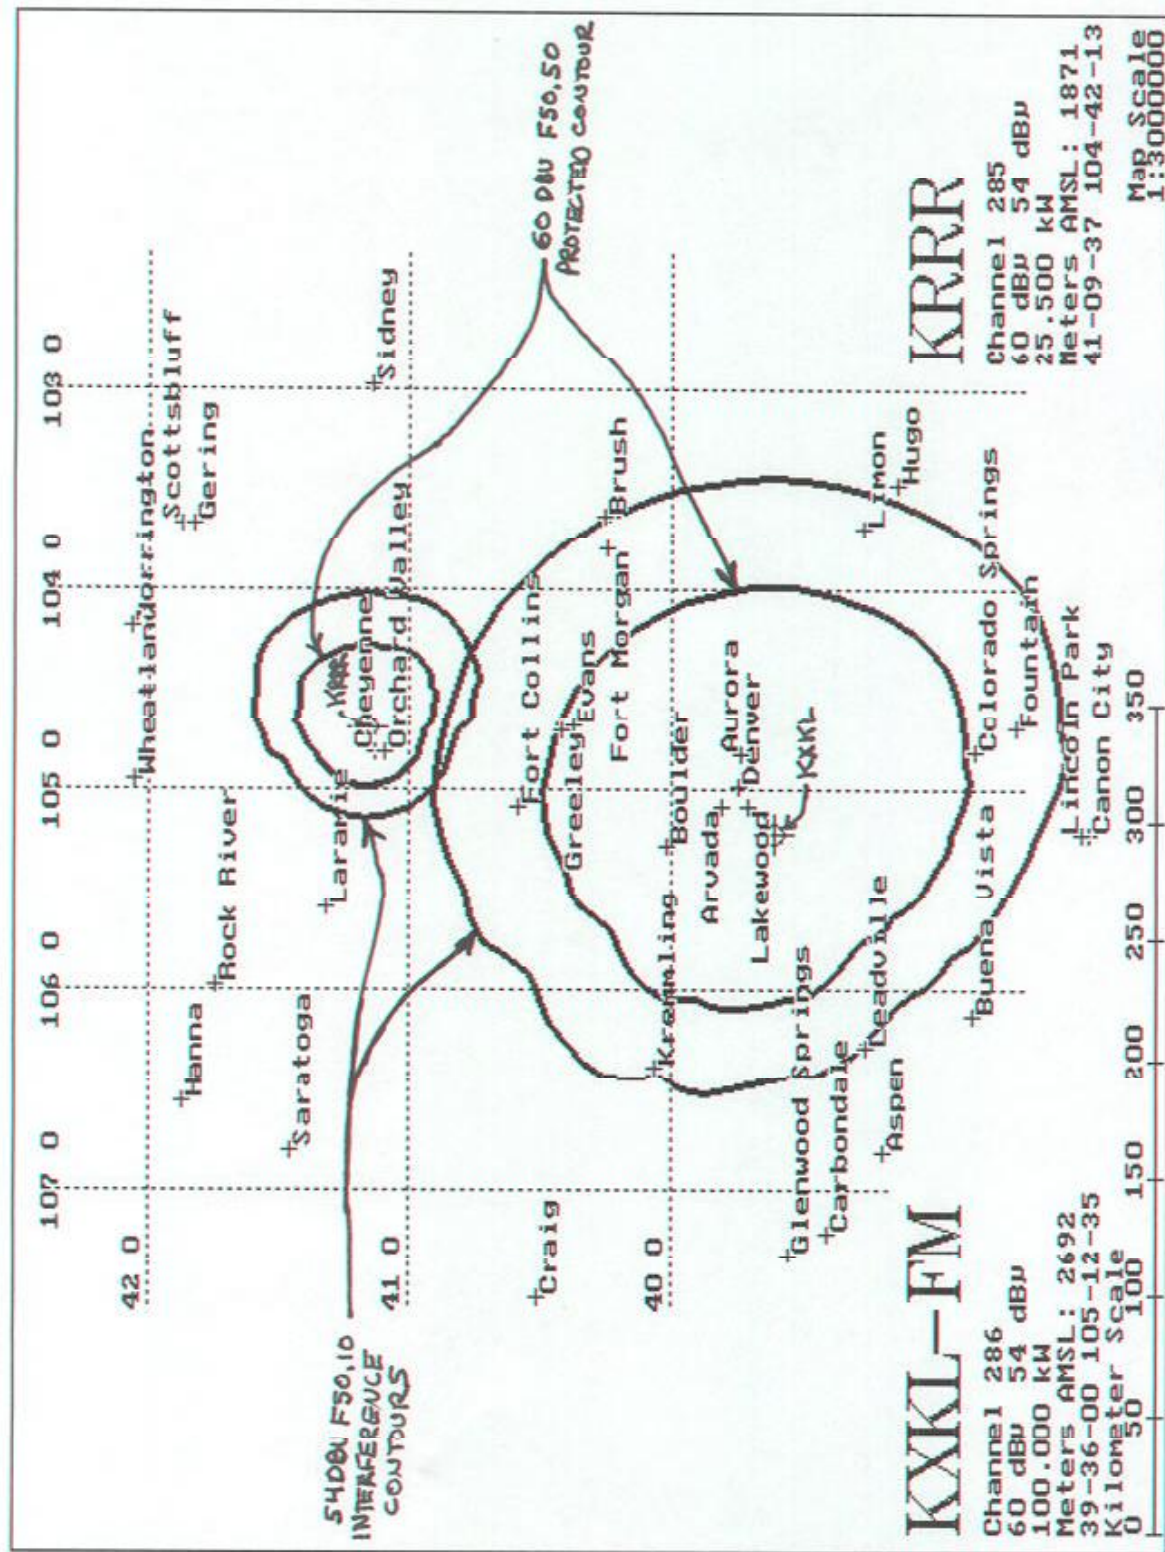 107 0
106 0
105 0
104 0
103 0
42 0
41 0
40 0
Wheatland
Torrington
Scottsbluff
Gering
Hanna
Rock River
Saratoga
Laramie
KRRR
Cheyenne
Orchard Valley
Sidney
Craig
Fort Collins
Greeley
Evans
Fort Morgan
Brush
Kremmling
Boulder
Arvada
Aurora
Lakewood
Denver
KXKL
Glenwood Springs
Carbondale
Leadville
Aspen
Limon
Hugo
Buena Vista
Colorado Springs
Fountain
Lincoln Park
Canon City
54 DBU F50,10
INTERFERENCE
CONTOURS
60 DBU F50,50
PROTECTED CONTOUR
KXKL-FM
Channel 286
60 dBµ 54 dBµ
100.000 kW
Meters AMSL: 2692
39-36-00 105-12-35
Kilometer Scale
0 50 100 150 200 250 300 350
KRRR
Channel 285
60 dBµ 54 dBµ
25.500 kW
Meters AMSL: 1871
41-09-37 104-42-13
Map Scale
1:3000000